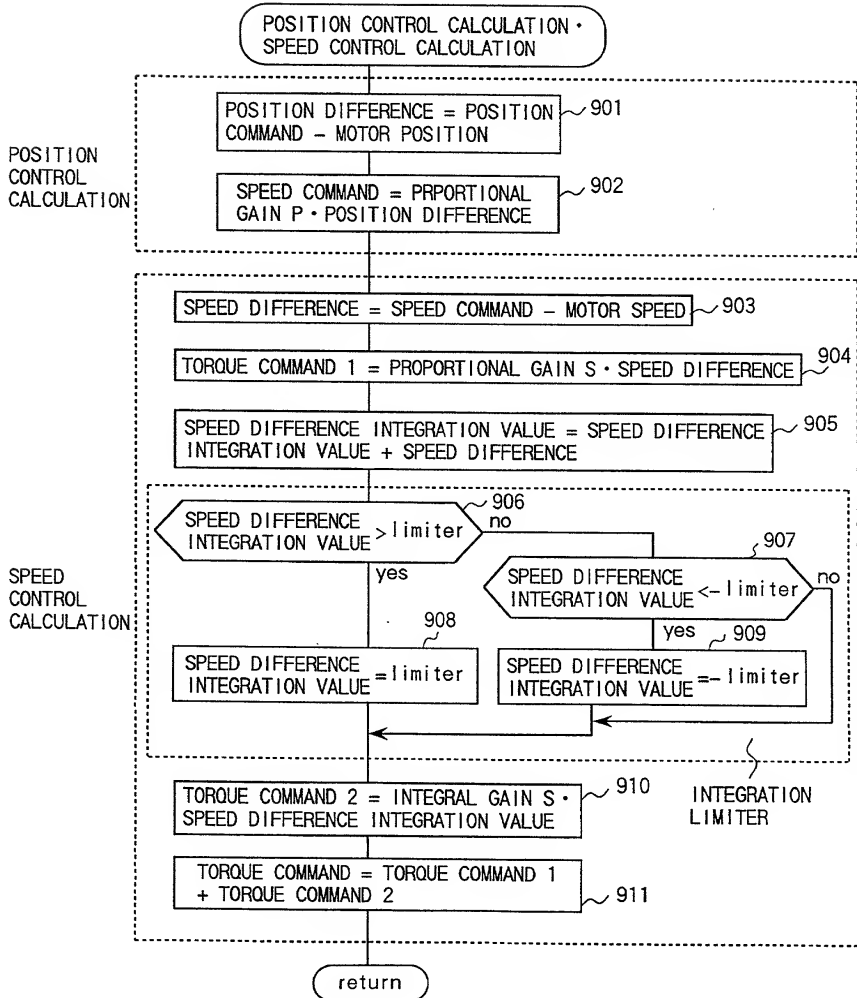 POSITION CONTROL CALCULATION・
SPEED CONTROL CALCULATION
POSITION
CONTROL
CALCULATION
POSITION DIFFERENCE = POSITION
COMMAND - MOTOR POSITION
901
SPEED COMMAND = PRPORTIONAL
GAIN P・POSITION DIFFERENCE
902
SPEED DIFFERENCE = SPEED COMMAND - MOTOR SPEED
903
TORQUE COMMAND 1 = PROPORTIONAL GAIN S・SPEED DIFFERENCE
904
SPEED DIFFERENCE INTEGRATION VALUE = SPEED DIFFERENCE
INTEGRATION VALUE + SPEED DIFFERENCE
905
SPEED
CONTROL
CALCULATION
906
SPEED DIFFERENCE
INTEGRATION VALUE > limiter
no
yes
907
SPEED DIFFERENCE
INTEGRATION VALUE <-limiter
no
yes
908
SPEED DIFFERENCE
INTEGRATION VALUE = limiter
909
SPEED DIFFERENCE
INTEGRATION VALUE =-limiter
INTEGRATION
LIMITER
TORQUE COMMAND 2 = INTEGRAL GAIN S・
SPEED DIFFERENCE INTEGRATION VALUE
910
TORQUE COMMAND = TORQUE COMMAND 1
+ TORQUE COMMAND 2
911
return